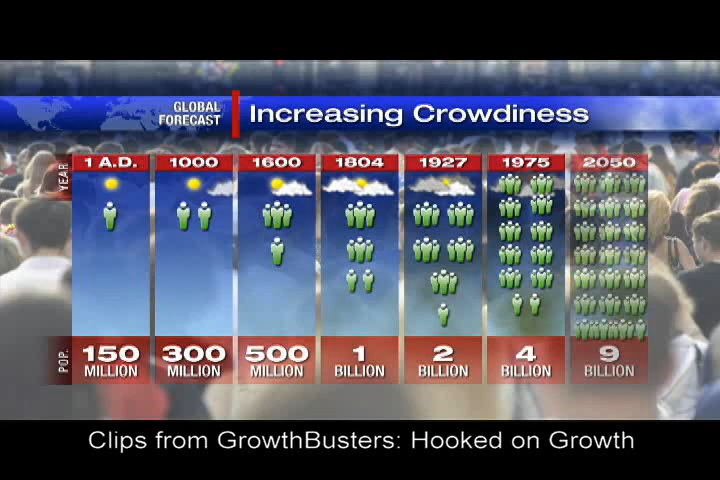 GLOBAL
FORECAST
Increasing Crowdiness
YEAR
1 A.D. 1000 1600 1804 1927 1975 2050
POP.
150 300 500 1 2 4 9
MILLION MILLION MILLION BILLION BILLION BILLION BILLION
Clips from GrowthBusters: Hooked on Growth